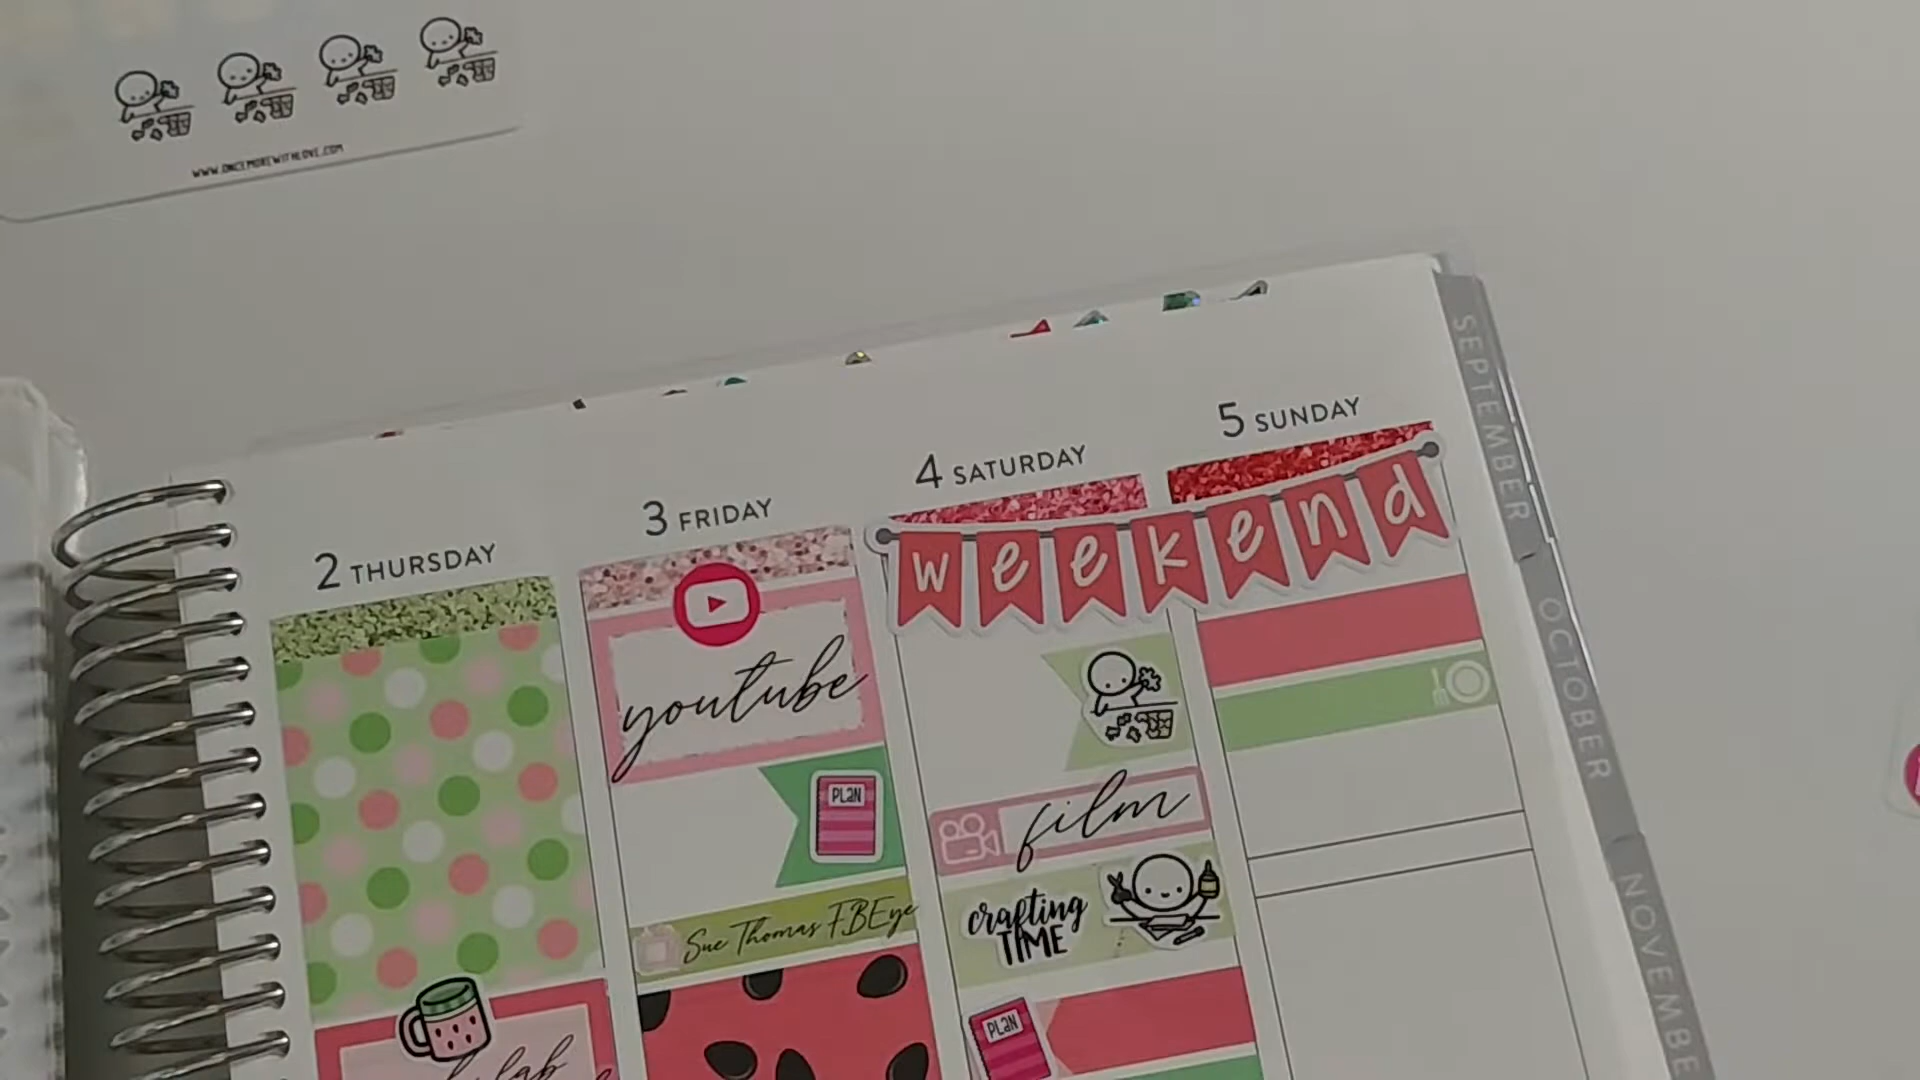 WWW.ONCEMOREWITHLOVE.COM
2 THURSDAY
3 FRIDAY
4 SATURDAY
5 SUNDAY
weekend
youtube
PLAN
Sue Thomas FBEye
film
crafting
TIME
PLAN
SEPTEMBER
OCTOBER
NOVEMBE